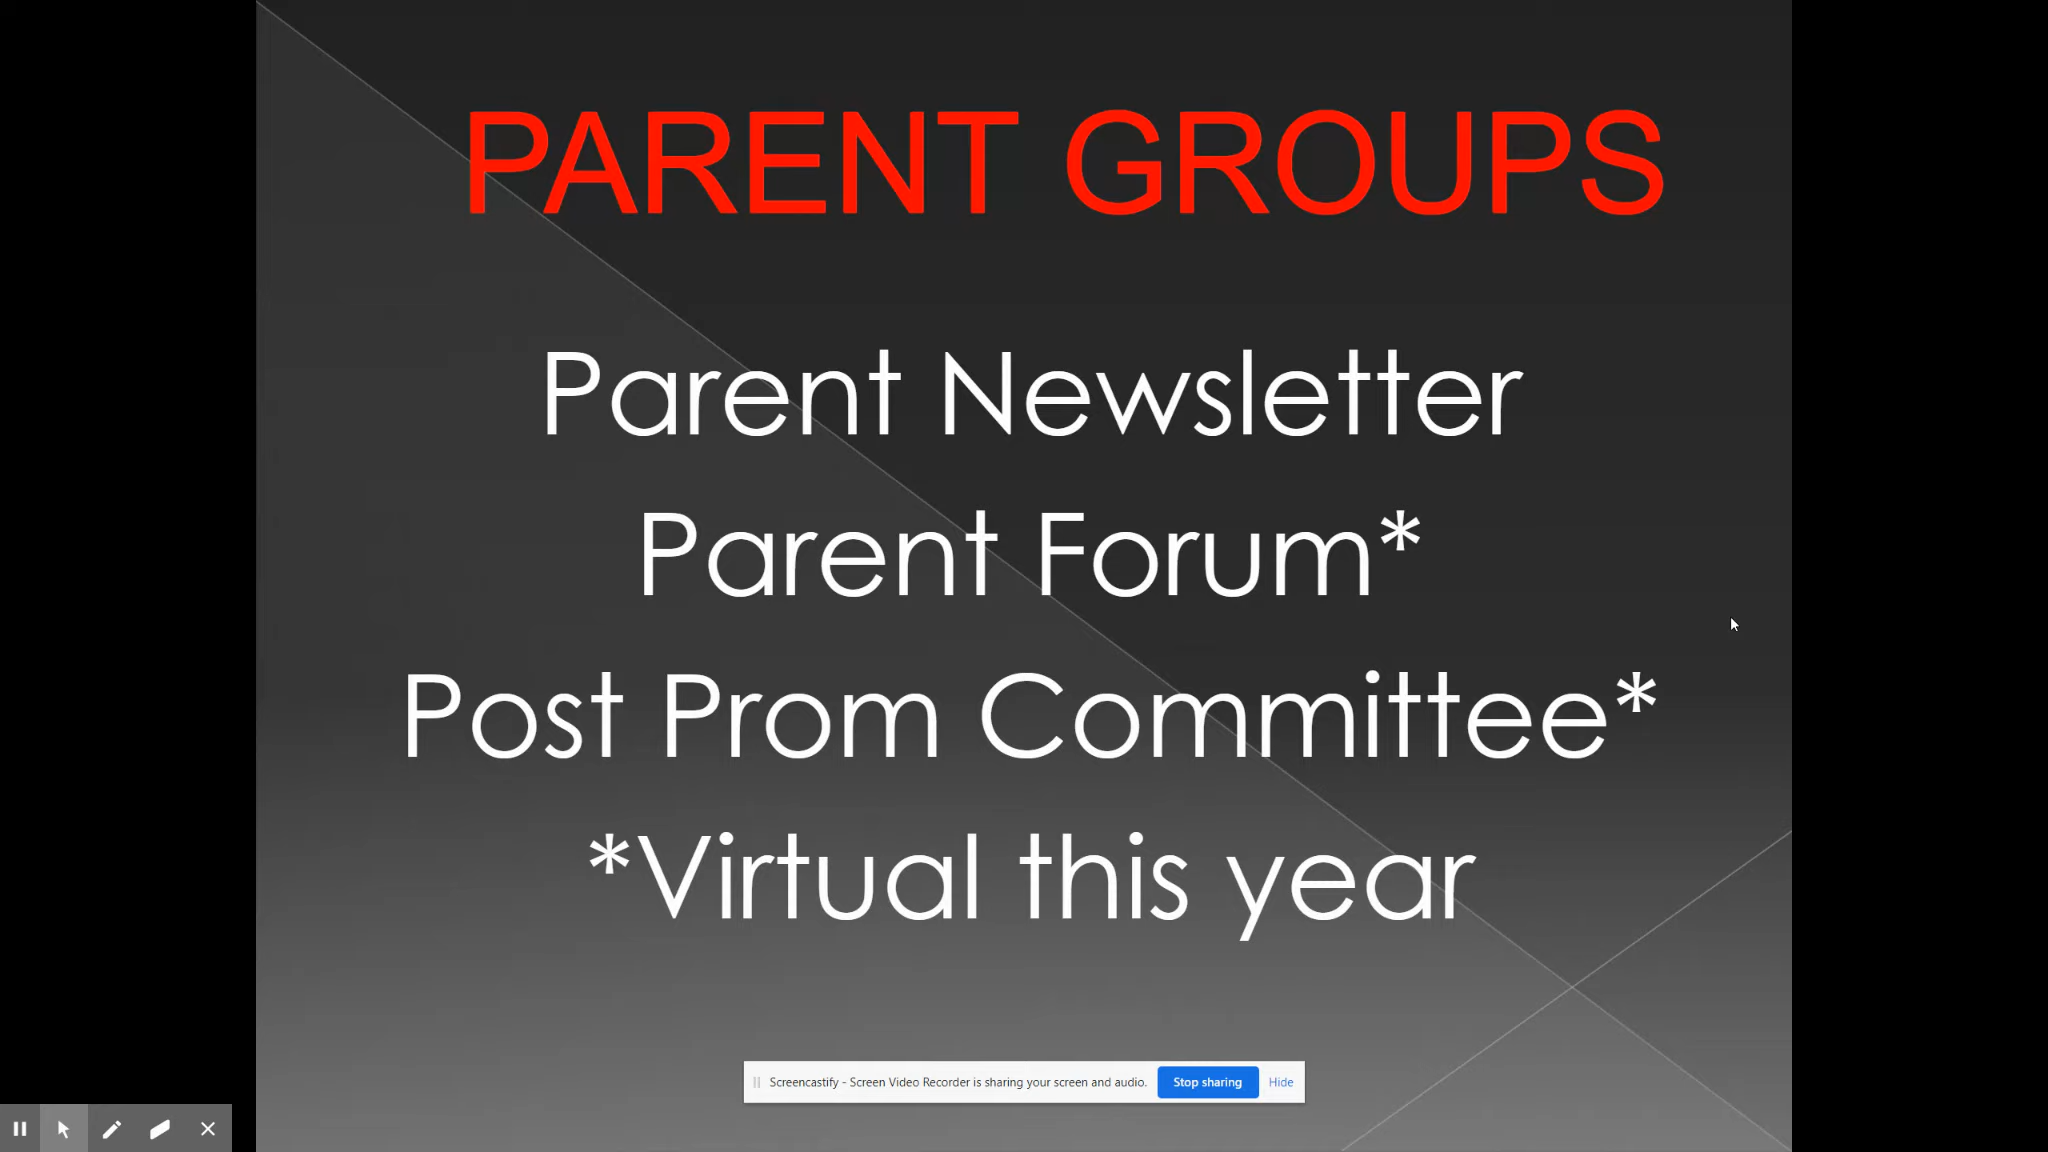 PARENT GROUPS
Parent Newsletter
Parent Forum*
Post Prom Committee*
*Virtual this year
Screencastify - Screen Video Recorder is sharing your screen and audio. Stop sharing Hide